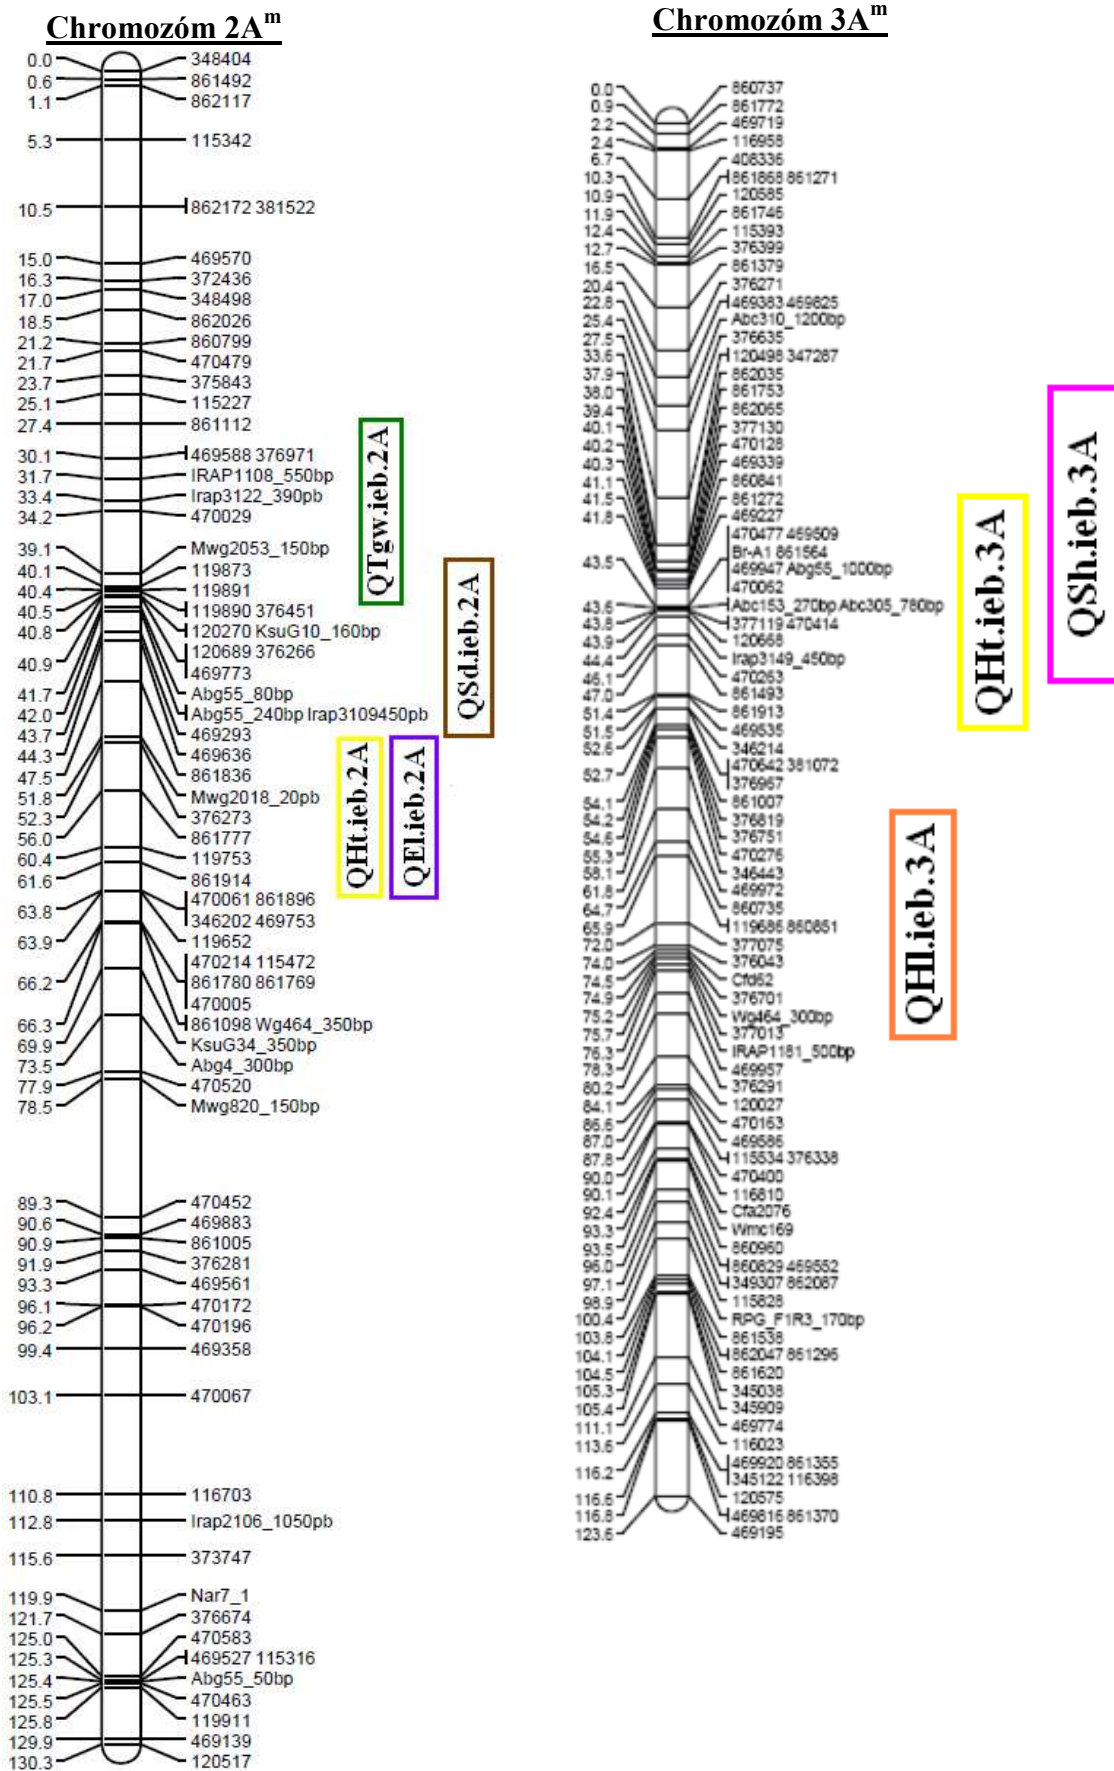 Chromozóm 2Aᵐ
0.0 348404
0.6 861492
1.1 862117
5.3 115342
10.5 862172 381522
15.0 469570
16.3 372436
17.0 348498
18.5 862026
21.2 860799
21.7 470479
23.7 375843
25.1 115227
27.4 861112
30.1 469588 376971
31.7 IRAP1108_550bp
33.4 Irap3122_390pb
34.2 470029
39.1 Mwg2053_150bp
40.1 119873
40.4 119891
40.5 119890 376451
40.8 120270 KsuG10_160bp
40.9 120689 376266
469773
41.7 Abg55_80bp
42.0 Abg55_240bp Irap3109450pb
43.7 469293
44.3 469636
47.5 861836
51.8 Mwg2018_20pb
52.3 376273
56.0 861777
60.4 119753
61.6 861914
63.8 470061 861896
346202 469753
63.9 119652
66.2 470214 115472
861780 861769
470005
66.3 861098 Wg464_350bp
69.9 KsuG34_350bp
73.5 Abg4_300bp
77.9 470520
78.5 Mwg820_150bp
89.3 470452
90.6 469883
90.9 861005
91.9 376281
93.3 469561
96.1 470172
96.2 470196
99.4 469358
103.1 470067
110.8 116703
112.8 Irap2106_1050pb
115.6 373747
119.9 Nar7_1
121.7 376674
125.0 470583
125.3 469527 115316
125.4 Abg55_50bp
125.5 470463
125.8 119911
129.9 469139
130.3 120517
QTgw.ieb.2A
QSd.ieb.2A
QHt.ieb.2A
QEl.ieb.2A
Chromozóm 3Aᵐ
0.0 860737
0.9 861772
2.2 469719
2.4 116958
6.7 408336
10.3 861868 861271
10.9 120585
11.9 861746
12.4 115393
12.7 376399
16.5 861379
20.4 376271
22.8 469383 469825
25.4 Abc310_1200bp
27.5 376635
33.6 120498 347287
37.9 862035
38.0 861753
39.4 862065
40.1 377130
40.2 470128
40.3 469339
41.1 860841
41.5 861272
41.8 469227
43.5 470477 469509
Br-A1 861564
469947 Abg55_1000bp
470062
43.6 Abc153_270bp Abc305_780bp
43.8 377119 470414
43.9 120668
44.4 Irap3149_450bp
46.1 470263
47.0 861493
51.4 861913
51.5 469535
52.6 346214
52.7 470642 381072
376967
54.1 861007
54.2 376819
54.6 376751
55.3 470276
58.1 346443
61.8 469972
64.7 860735
65.9 119686 860851
72.0 377075
74.0 376043
74.5 Cfd62
74.9 376701
75.2 Wg464_300bp
75.7 377013
76.3 IRAP1181_500bp
78.3 469957
80.2 376291
84.1 120027
86.6 470163
87.0 469586
87.8 115534 376338
90.0 470400
90.1 116810
92.4 Cfa2076
93.3 Wmc169
93.5 860960
96.0 860829 469552
97.1 349307 862087
98.9 115828
100.4 RPG_F1R3_170bp
103.8 861538
104.1 862047 861296
104.5 861620
105.3 345038
105.4 345909
111.1 469774
113.6 116023
116.2 469920 861355
345122 116398
116.6 120575
116.8 469816 861370
123.6 469195
QHt.ieb.3A
QSh.ieb.3A
QHl.ieb.3A